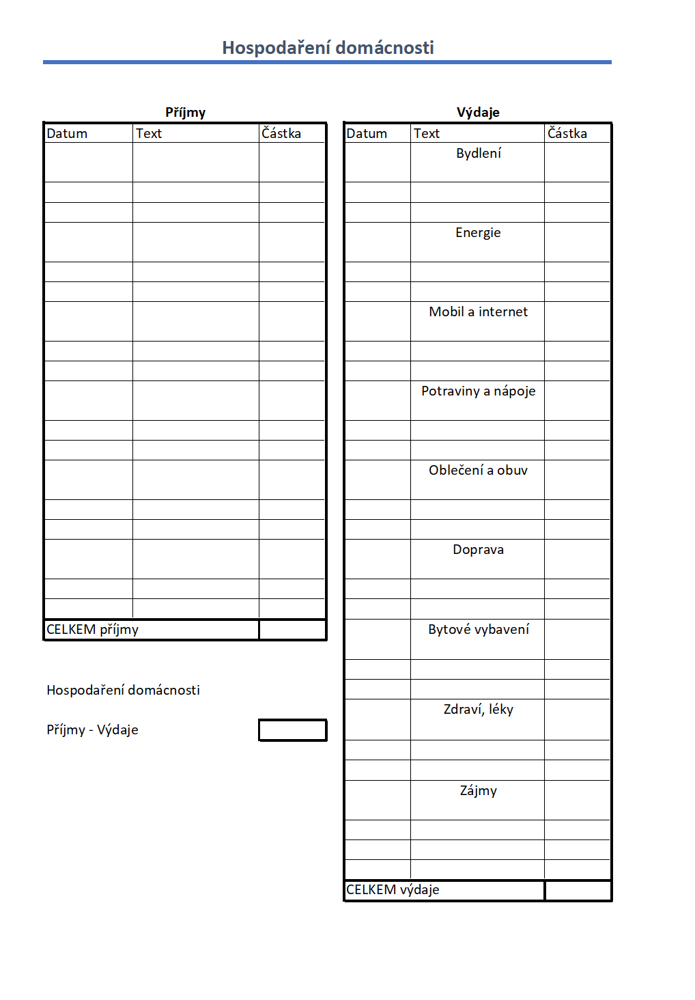 Hospodaření domácnosti
Příjmy
Datum Text Částka
CELKEM příjmy
Hospodaření domácnosti
Příjmy - Výdaje
Výdaje
Datum Text Částka
Bydlení
Energie
Mobil a internet
Potraviny a nápoje
Oblečení a obuv
Doprava
Bytové vybavení
Zdraví, léky
Zájmy
CELKEM výdaje